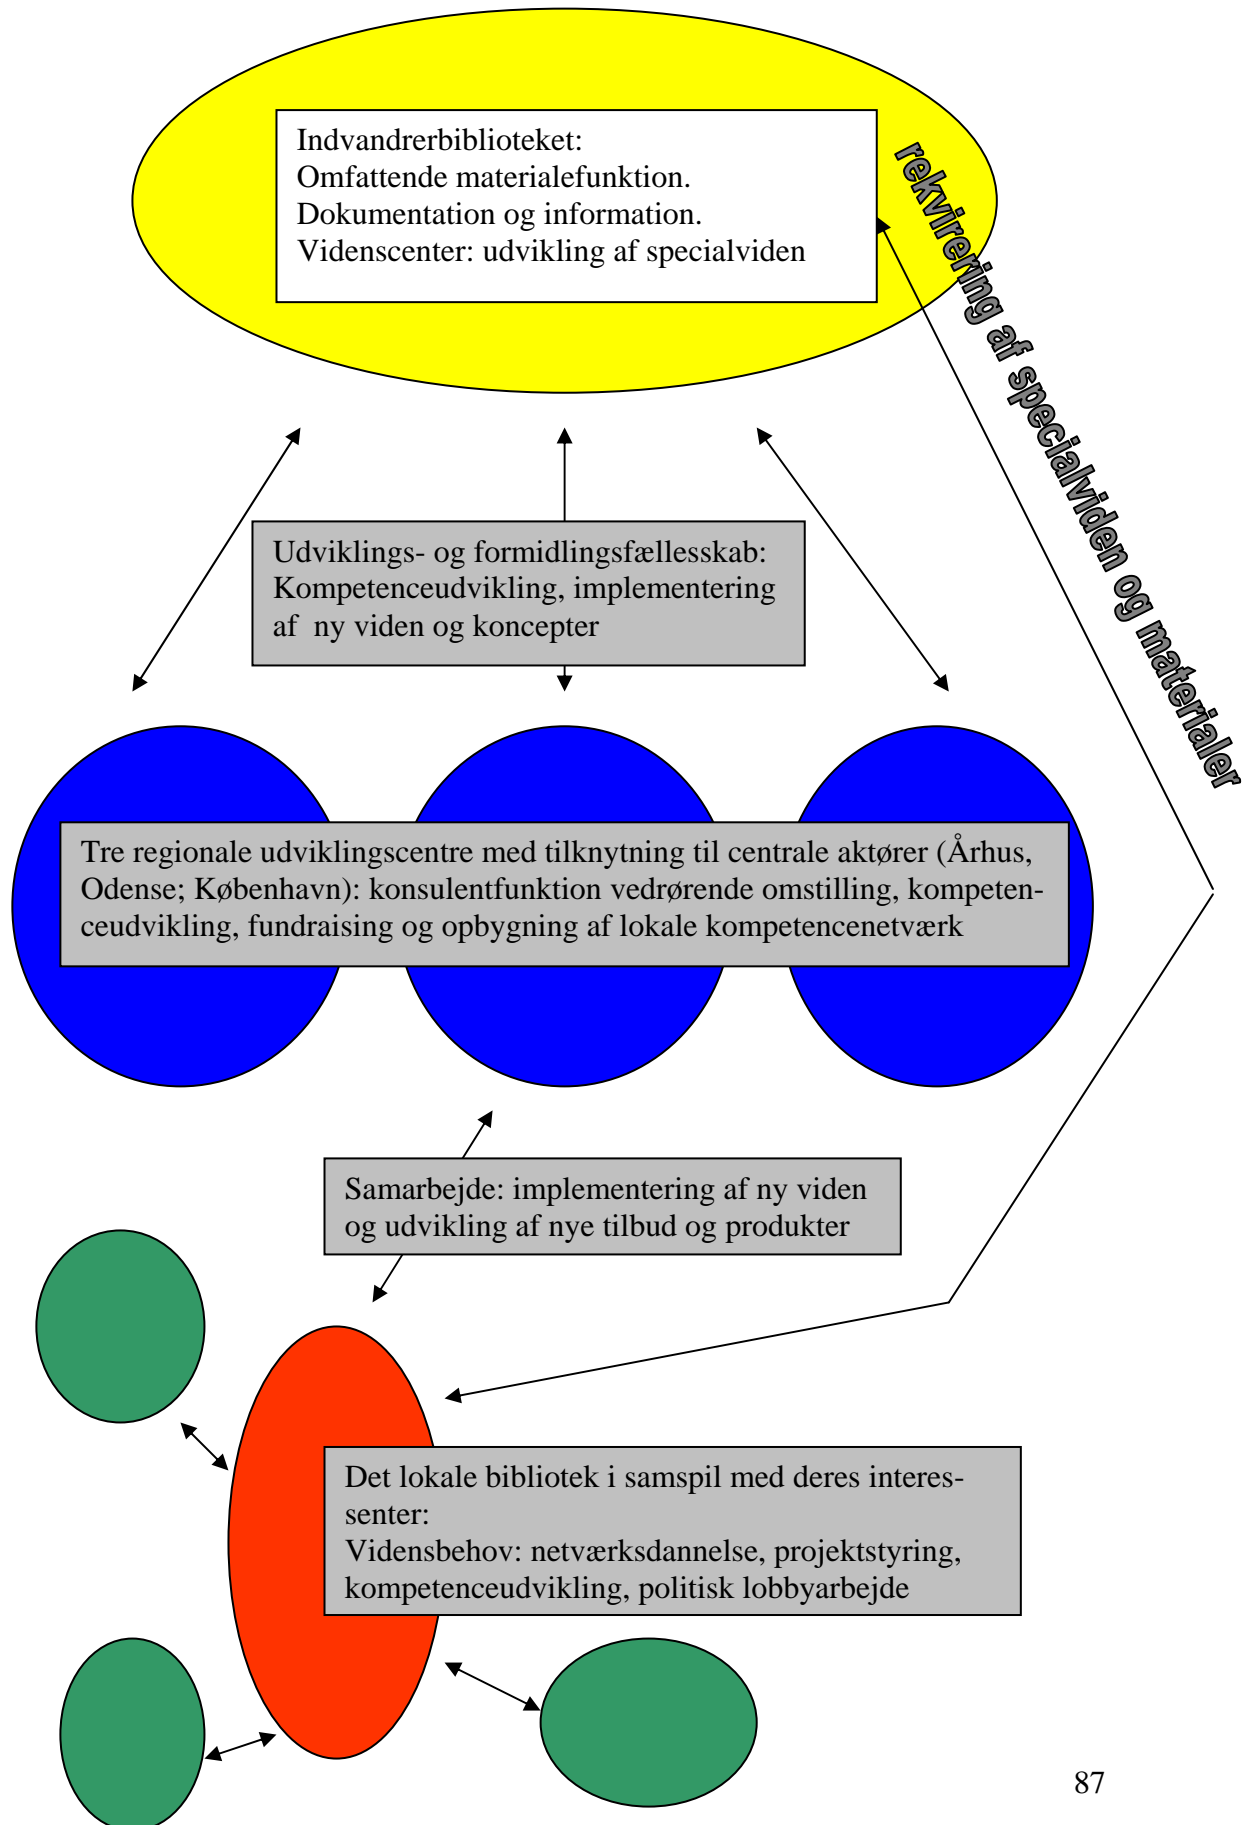 Indvandrerbiblioteket:
Omfattende materialefunktion.
Dokumentation og information.
Videnscenter: udvikling af specialviden
rekvirering af specialviden og materialer
Udviklings- og formidlingsfællesskab:
Kompetenceudvikling, implementering
af  ny viden og koncepter
Tre regionale udviklingscentre med tilknytning til centrale aktører (Århus,
Odense; København): konsulentfunktion vedrørende omstilling, kompeten-
ceudvikling, fundraising og opbygning af lokale kompetencenetværk
Samarbejde: implementering af ny viden
og udvikling af nye tilbud og produkter
Det lokale bibliotek i samspil med deres interes-
senter:
Vidensbehov: netværksdannelse, projektstyring,
kompetenceudvikling, politisk lobbyarbejde
87